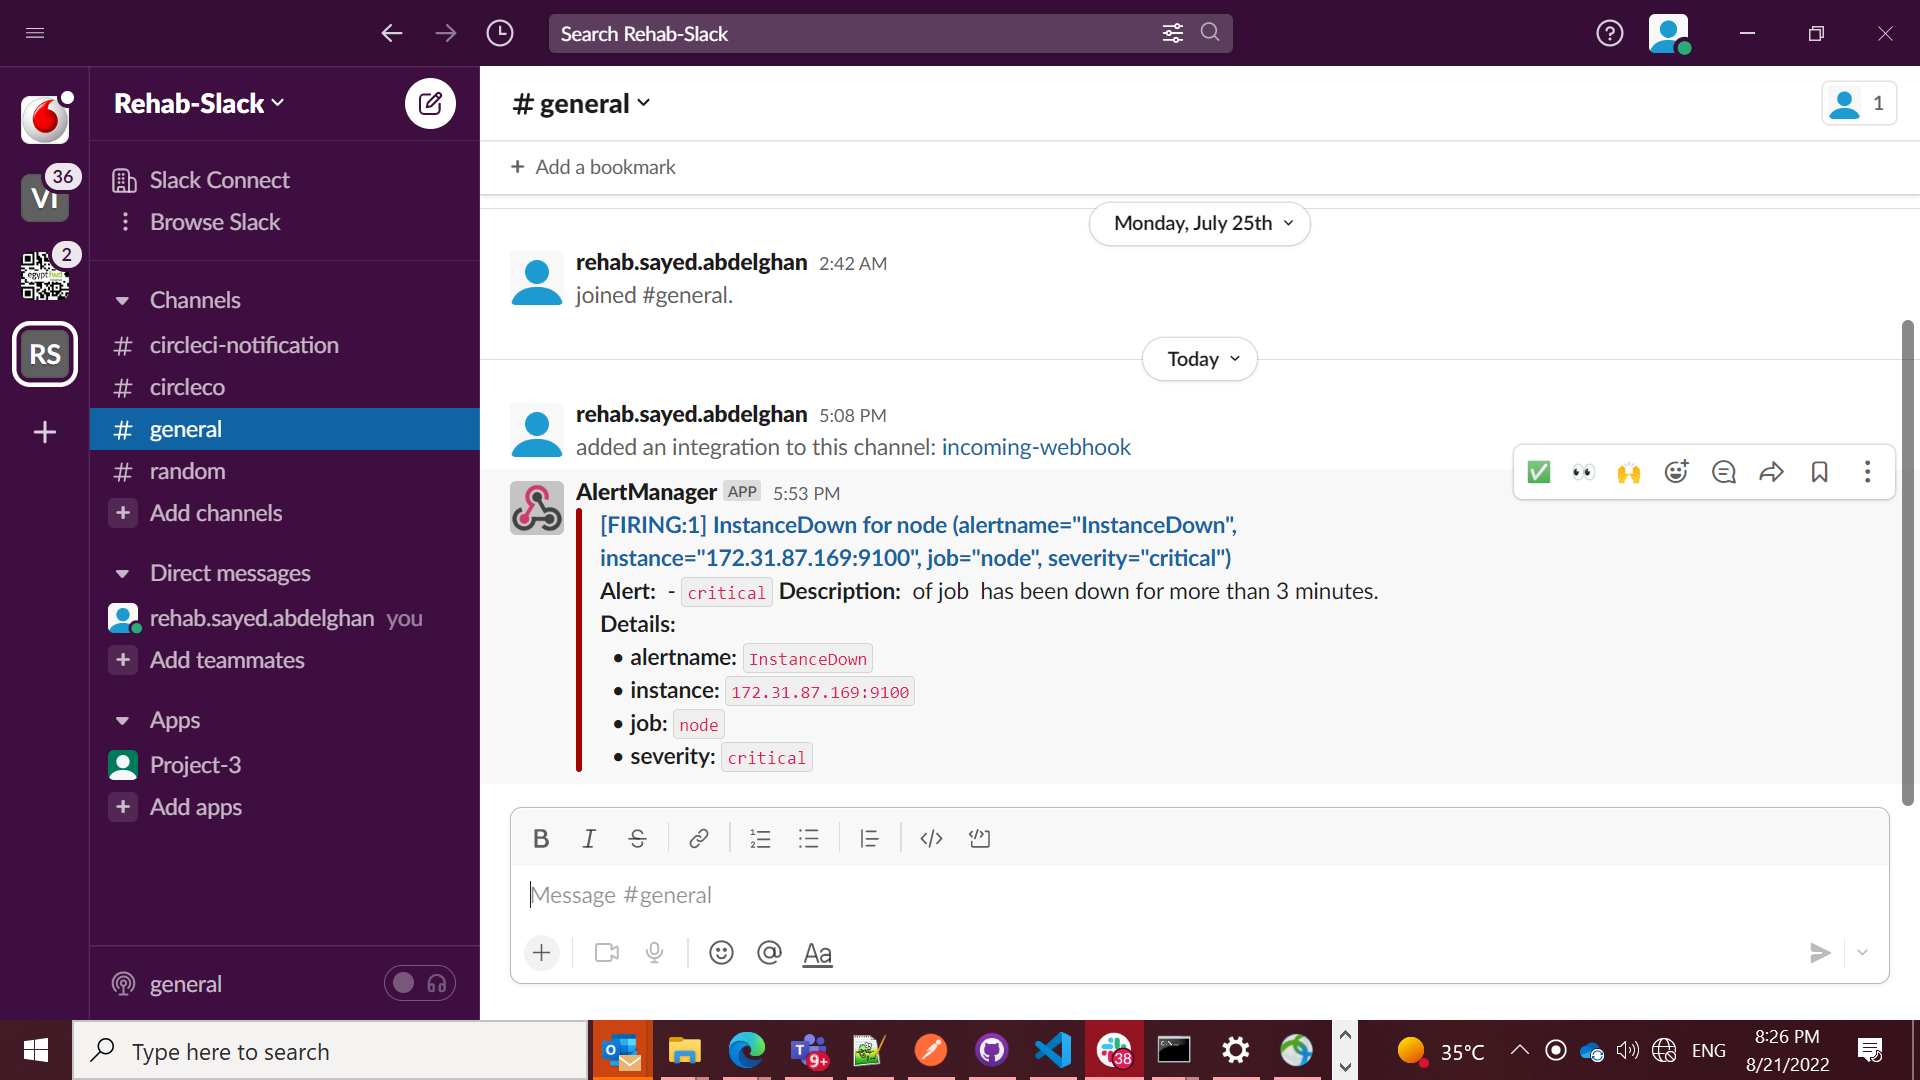 Search Rehab-Slack
Rehab-Slack
36
VI
Slack Connect
Browse Slack
2
egypt fwd
Channels
# circleci-notification
# circleco
RS
# general
# random
+ Add channels
Direct messages
rehab.sayed.abdelghan you
+ Add teammates
Apps
Project-3
+ Add apps
general
# general
1
+ Add a bookmark
Monday, July 25th
rehab.sayed.abdelghan 2:42 AM
joined #general.
Today
rehab.sayed.abdelghan 5:08 PM
added an integration to this channel: incoming-webhook
AlertManager APP 5:53 PM
[FIRING:1] InstanceDown for node (alertname="InstanceDown",
instance="172.31.87.169:9100", job="node", severity="critical")
Alert: - critical Description: of job has been down for more than 3 minutes.
Details:
• alertname: InstanceDown
• instance: 172.31.87.169:9100
• job: node
• severity: critical
B I S
Message #general
@ Aa
Type here to search
9+
38
35°C
ENG
8:26 PM
8/21/2022